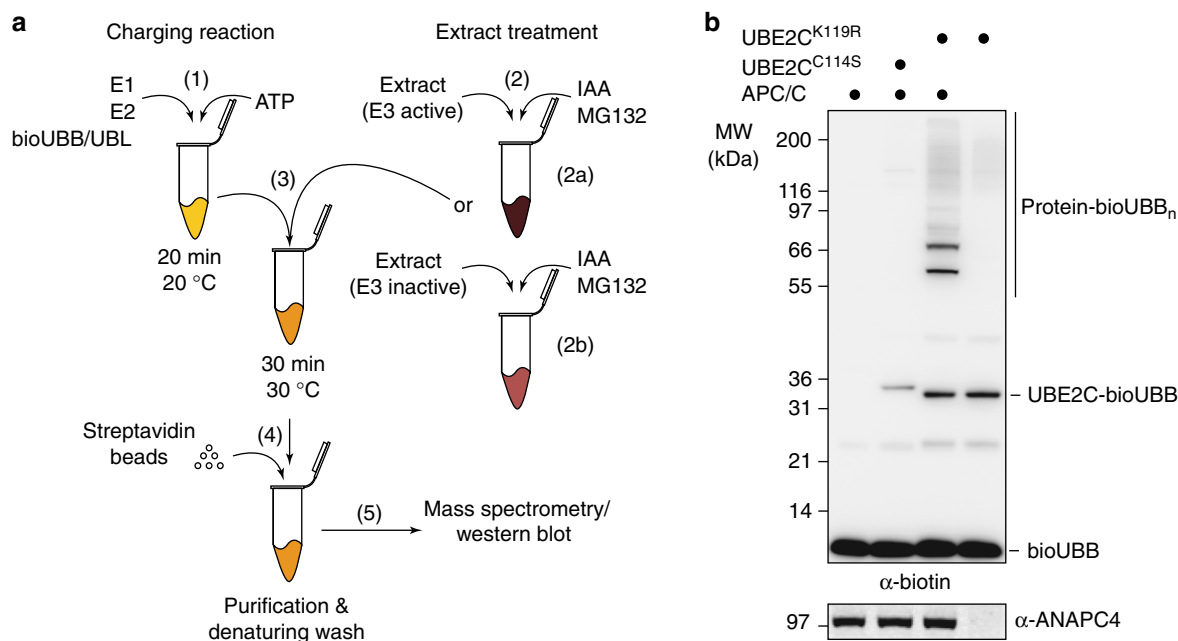 a
Charging reaction
Extract treatment
E1
E2
bioUBB/UBL
(1)
ATP
Extract
(E3 active)
(2)
IAA
MG132
(2a)
(3)
or
20 min
20 °C
Extract
(E3 inactive)
IAA
MG132
(2b)
30 min
30 °C
Streptavidin
beads
(4)
(5)
Mass spectrometry/
western blot
Purification &
denaturing wash
b
UBE2C^K119R
UBE2C^C114S
APC/C
MW
(kDa)
200
116
97
66
55
36
31
21
14
Protein-bioUBB_n
UBE2C-bioUBB
bioUBB
α-biotin
97
α-ANAPC4